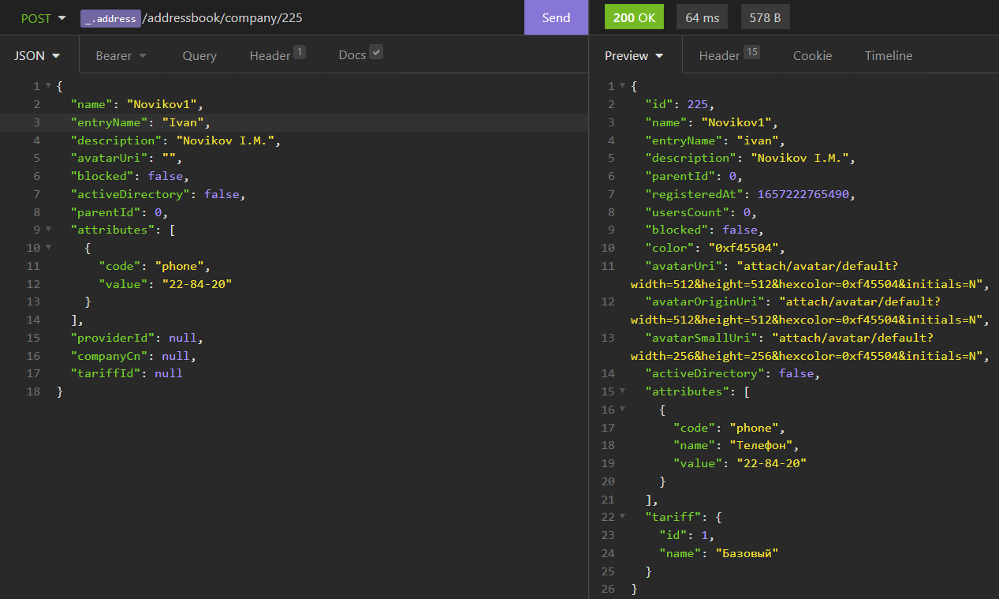 POST _.address /addressbook/company/225 Send 200 OK 64 ms 578 B
JSON Bearer Query Header 1 Docs Preview Header 15 Cookie Timeline
1 {
2 "name": "Novikov1",
3 "entryName": "Ivan",
4 "description": "Novikov I.M.",
5 "avatarUri": "",
6 "blocked": false,
7 "activeDirectory": false,
8 "parentId": 0,
9 "attributes": [
10 {
11 "code": "phone",
12 "value": "22-84-20"
13 }
14 ],
15 "providerId": null,
16 "companyCn": null,
17 "tariffId": null
18 }
1 {
2 "id": 225,
3 "name": "Novikov1",
4 "entryName": "ivan",
5 "description": "Novikov I.M.",
6 "parentId": 0,
7 "registeredAt": 1657222765490,
8 "usersCount": 0,
9 "blocked": false,
10 "color": "0xf45504",
11 "avatarUri": "attach/avatar/default?
width=512&height=512&hexcolor=0xf45504&initials=N",
12 "avatarOriginUri": "attach/avatar/default?
width=512&height=512&hexcolor=0xf45504&initials=N",
13 "avatarSmallUri": "attach/avatar/default?
width=256&height=256&hexcolor=0xf45504&initials=N",
14 "activeDirectory": false,
15 "attributes": [
16 {
17 "code": "phone",
18 "name": "Телефон",
19 "value": "22-84-20"
20 }
21 ],
22 "tariff": {
23 "id": 1,
24 "name": "Базовый"
25 }
26 }